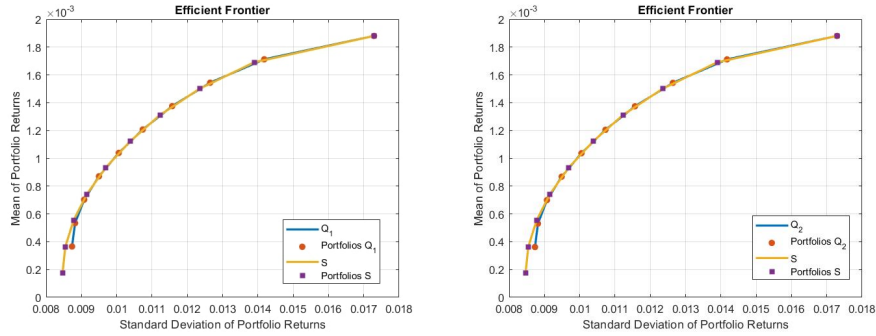 Efficient Frontier
×10⁻³
2
1.8
1.6
1.4
1.2
1
0.8
0.6
0.4
0.2
0
Mean of Portfolio Returns
0.008 0.009 0.01 0.011 0.012 0.013 0.014 0.015 0.016 0.017 0.018
Standard Deviation of Portfolio Returns
Q₁
Portfolios Q₁
S
Portfolios S
Efficient Frontier
×10⁻³
2
1.8
1.6
1.4
1.2
1
0.8
0.6
0.4
0.2
0
Mean of Portfolio Returns
0.008 0.009 0.01 0.011 0.012 0.013 0.014 0.015 0.016 0.017 0.018
Standard Deviation of Portfolio Returns
Q₂
Portfolios Q₂
S
Portfolios S